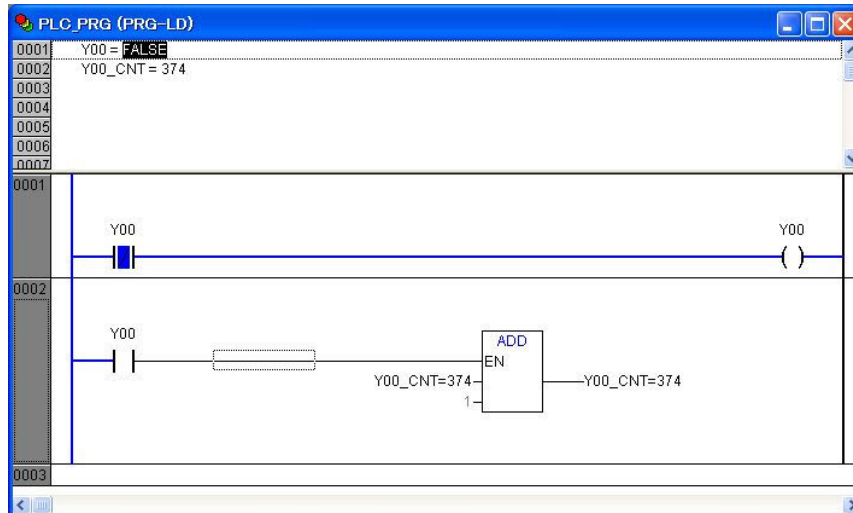 PLC_PRG (PRG-LD)
0001 Y00 = FALSE
0002 Y00_CNT = 374
0003
0004
0005
0006
0007
0001
Y00 Y00
0002
Y00
ADD
EN
Y00_CNT=374 Y00_CNT=374
1
0003